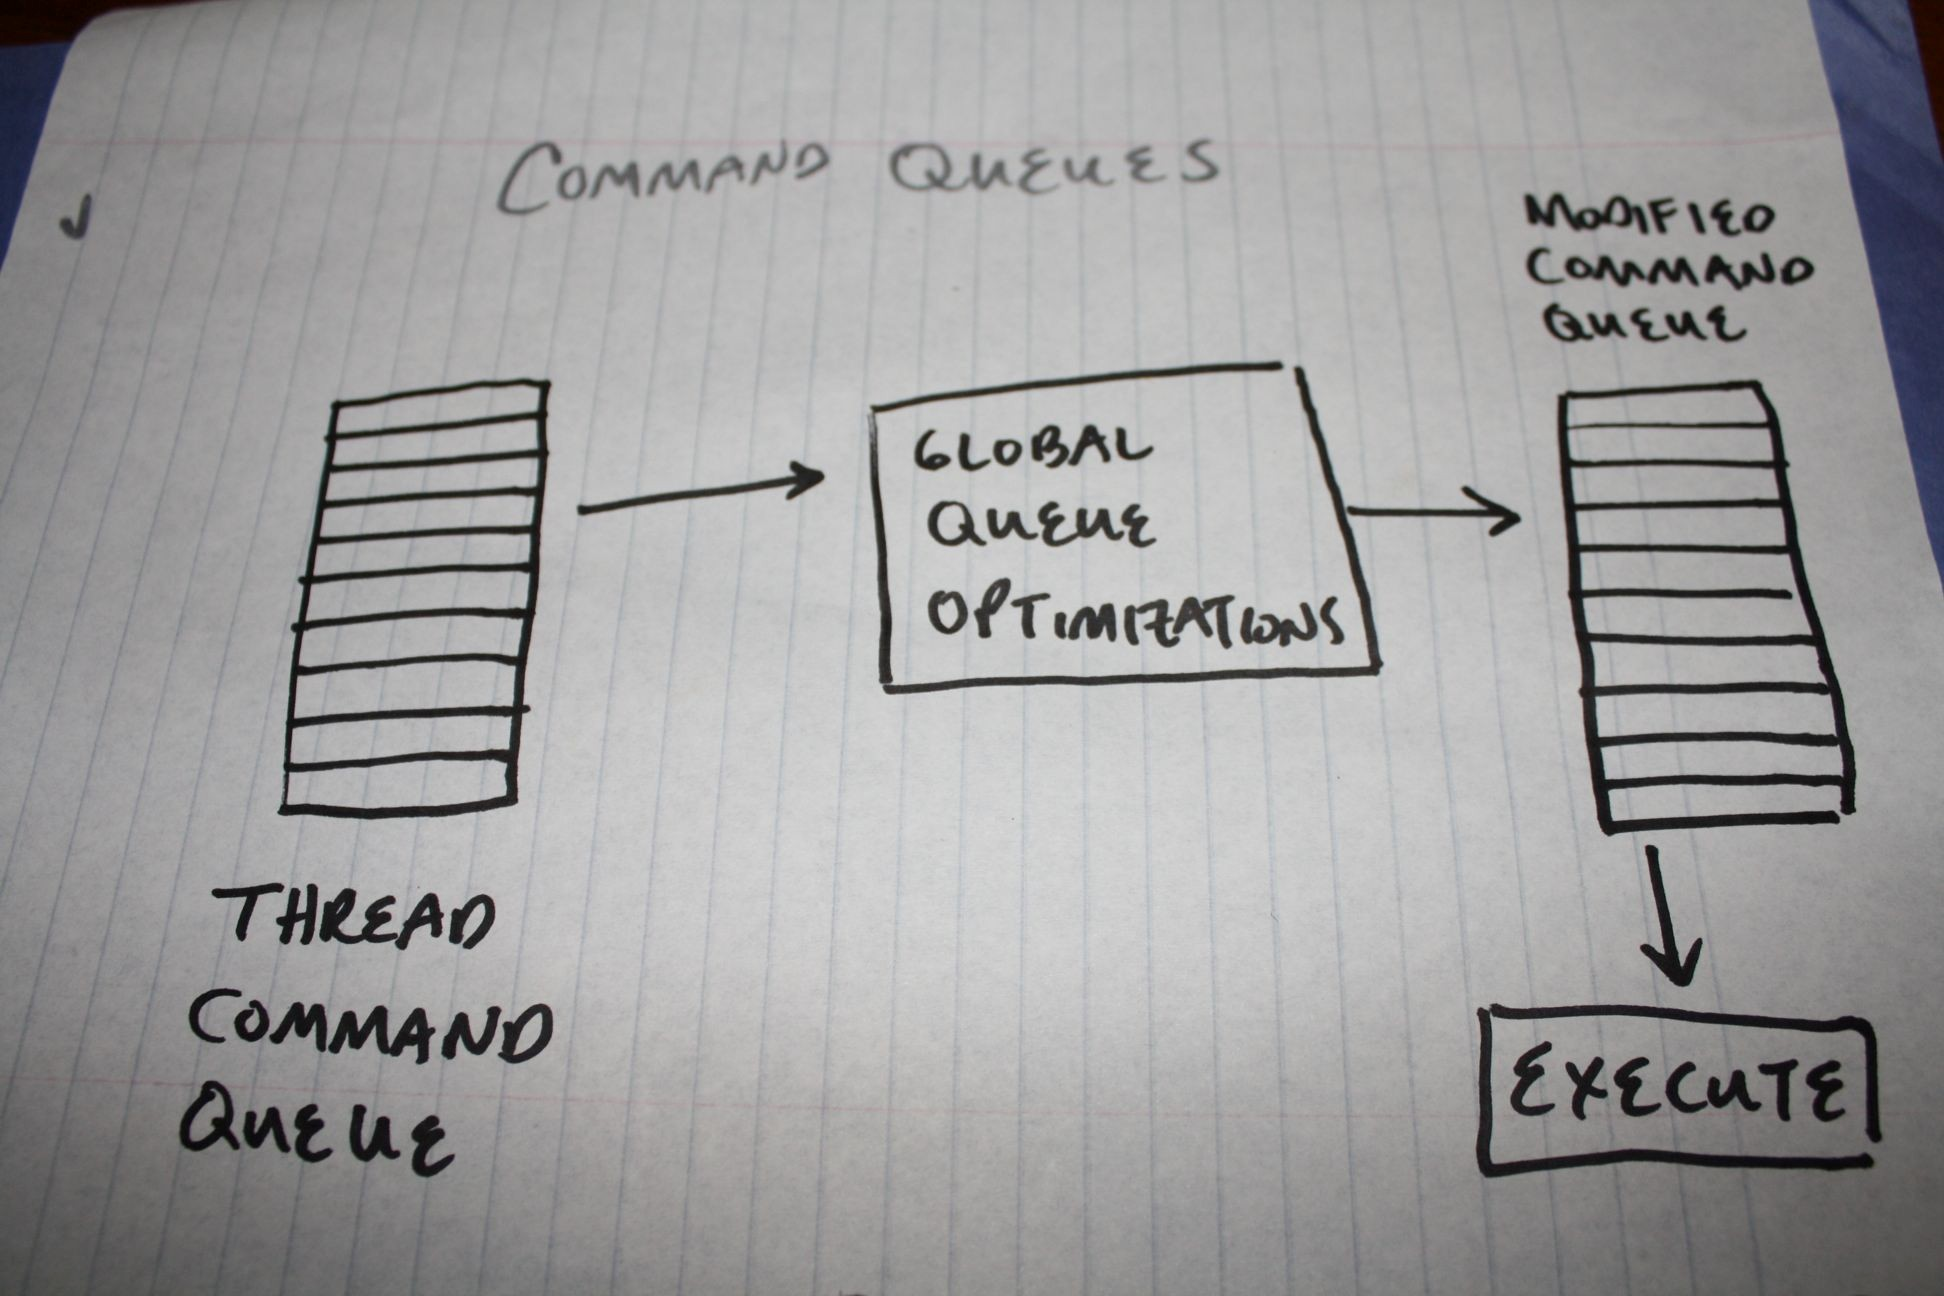 COMMAND QUEUES
MODIFIED
COMMAND
QUEUE
GLOBAL
QUEUE
OPTIMIZATIONS
THREAD
COMMAND
QUEUE
EXECUTE